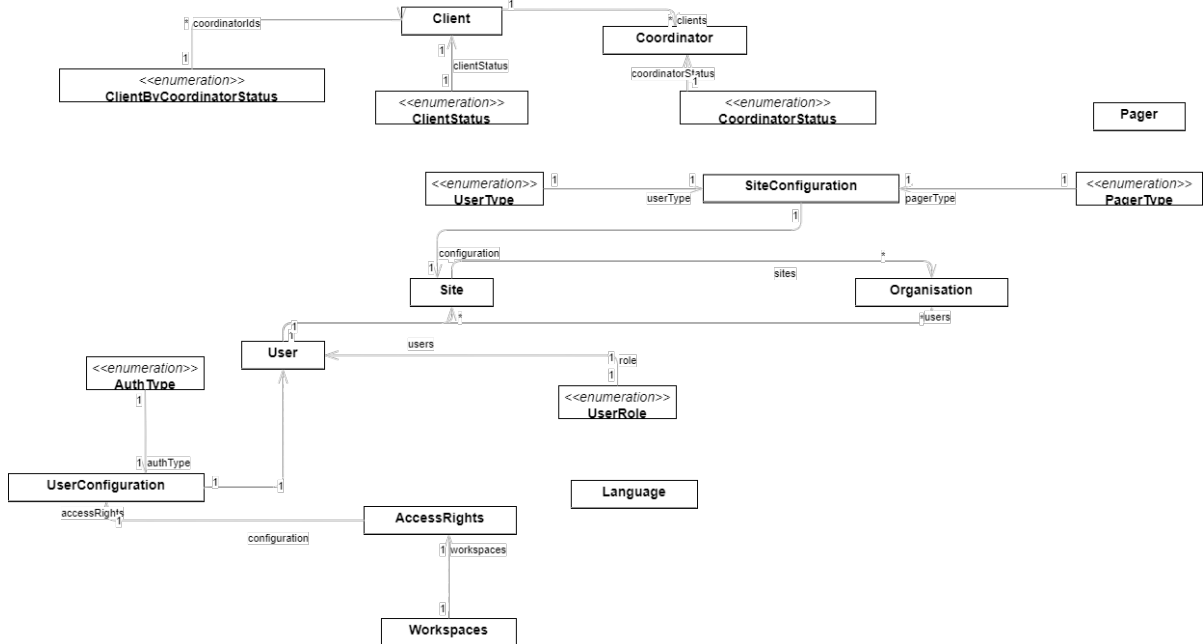 1
Client
* coordinatorIds
1
* clients
Coordinator
1
1
clientStatus
1
<<enumeration>>
ClientByCoordinatorStatus
<<enumeration>>
ClientStatus
coordinatorStatus
1
<<enumeration>>
CoordinatorStatus
Pager
<<enumeration>>
UserType
1
1
userType
SiteConfiguration
1
pagerType
1
<<enumeration>>
PagerType
1
configuration
1
*
sites
Site
Organisation
*
*users
1
1
User
users
1 role
1
<<enumeration>>
AuthType
1
<<enumeration>>
UserRole
1 authType
UserConfiguration
1
1
Language
accessRights
1
configuration
AccessRights
1 workspaces
1
Workspaces